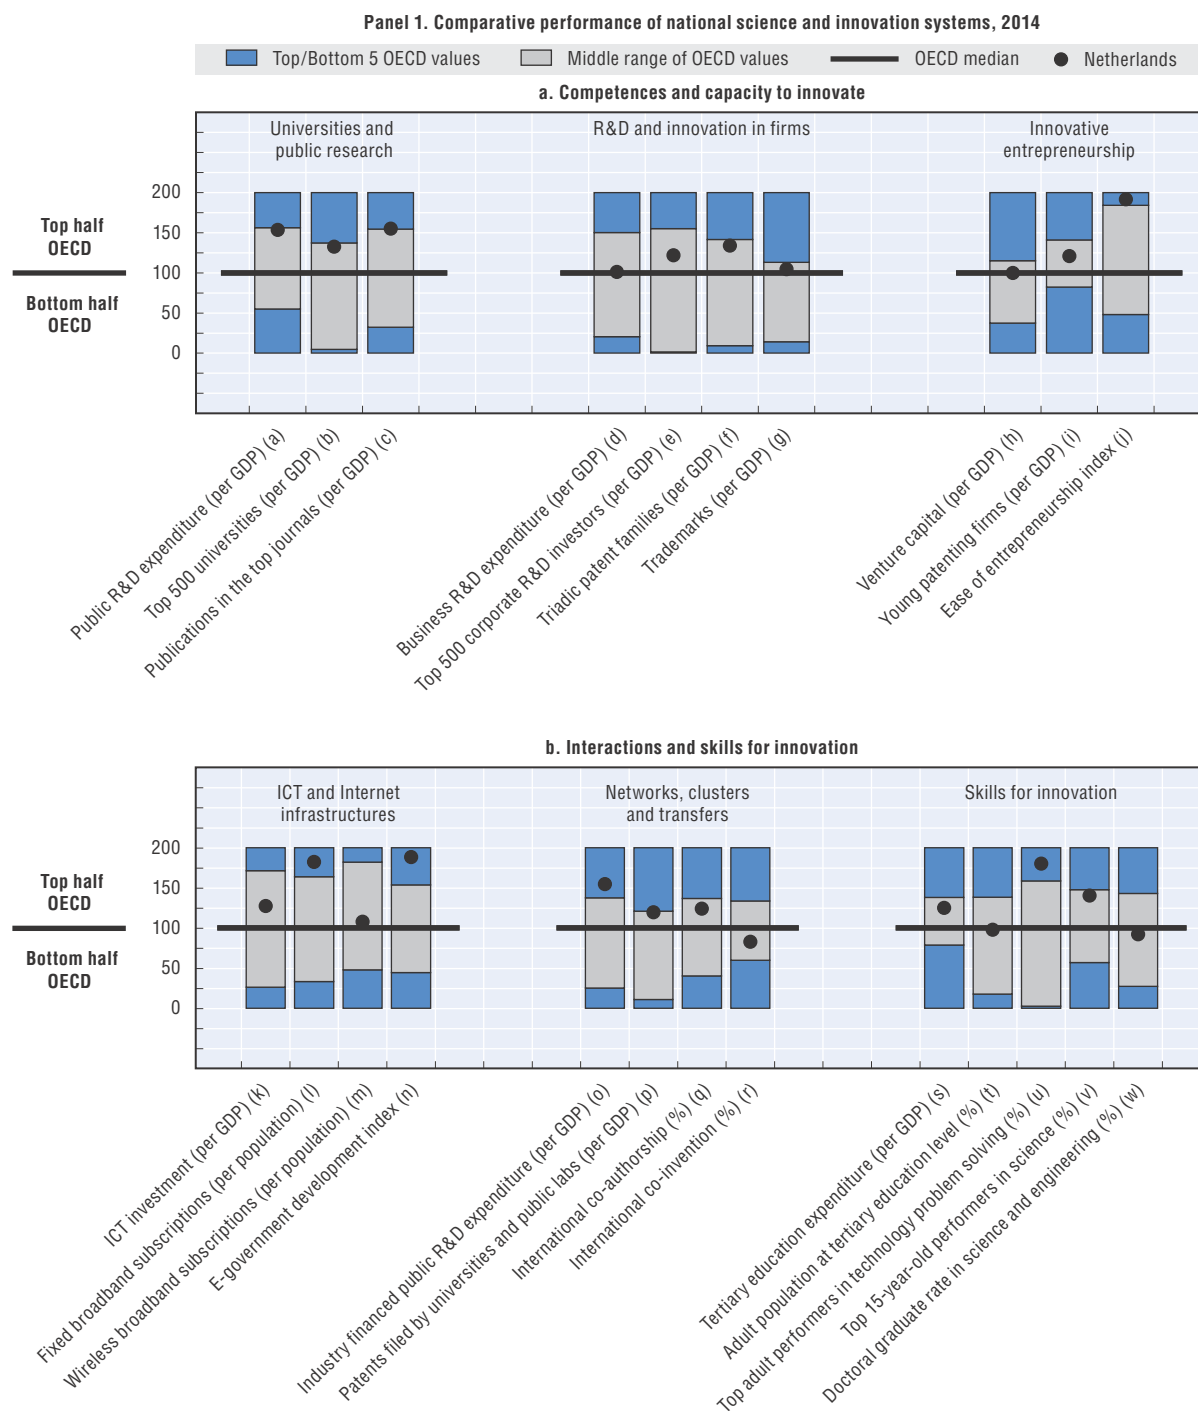 Panel 1. Comparative performance of national science and innovation systems, 2014
Top/Bottom 5 OECD values
Middle range of OECD values
OECD median
Netherlands
a. Competences and capacity to innovate
Universities and
public research
R&D and innovation in firms
Innovative
entrepreneurship
200
150
100
50
0
Top half
OECD
Bottom half
OECD
Public R&D expenditure (per GDP) (a)
Top 500 universities (per GDP) (b)
Publications in the top journals (per GDP) (c)
Business R&D expenditure (per GDP) (d)
Top 500 corporate R&D investors (per GDP) (e)
Triadic patent families (per GDP) (f)
Trademarks (per GDP) (g)
Venture capital (per GDP) (h)
Young patenting firms (per GDP) (i)
Ease of entrepreneurship index (j)
b. Interactions and skills for innovation
ICT and Internet
infrastructures
Networks, clusters
and transfers
Skills for innovation
200
150
100
50
0
Top half
OECD
Bottom half
OECD
ICT investment (per GDP) (k)
Fixed broadband subscriptions (per population) (l)
Wireless broadband subscriptions (per population) (m)
E-government development index (n)
Industry financed public R&D expenditure (per GDP) (o)
Patents filed by universities and public labs (per GDP) (p)
International co-authorship (%) (q)
International co-invention (%) (r)
Tertiary education expenditure (per GDP) (s)
Adult population at tertiary education level (%) (t)
Top adult performers in technology problem solving (%) (u)
Top 15-year-old performers in science (%) (v)
Doctoral graduate rate in science and engineering (%) (w)